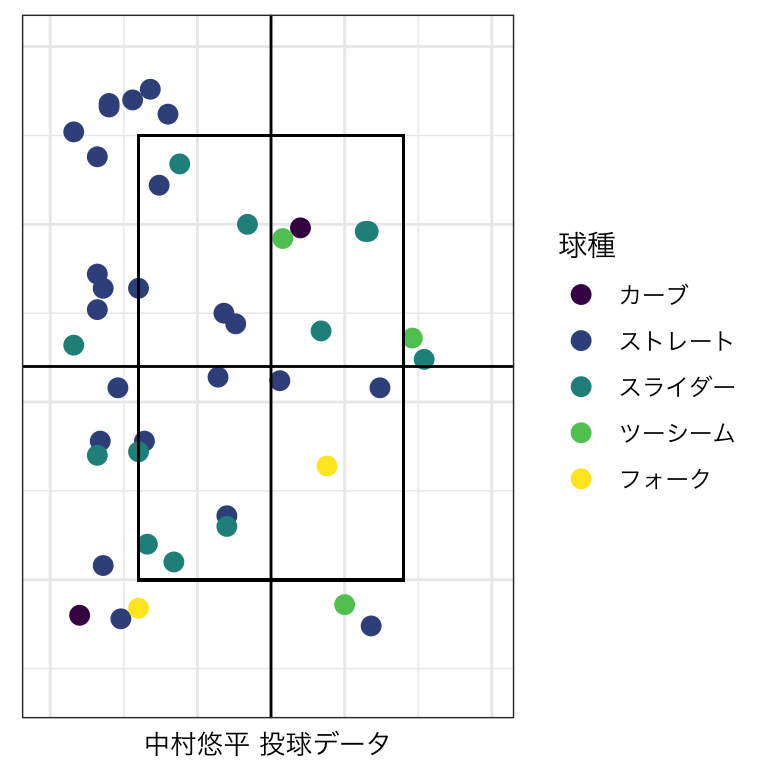 球種
カーブ
ストレート
スライダー
ツーシーム
フォーク
中村悠平 投球データ